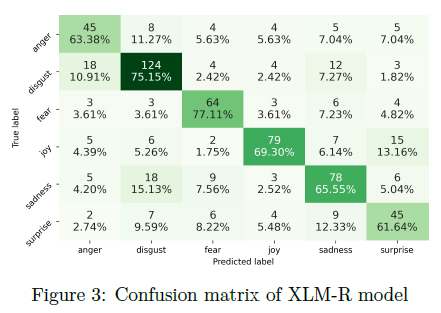 45 8 4 4 5 5
anger 63.38% 11.27% 5.63% 5.63% 7.04% 7.04%
18 124 4 4 12 3
disgust 10.91% 75.15% 2.42% 2.42% 7.27% 1.82%
3 3 64 3 6 4
fear 3.61% 3.61% 77.11% 3.61% 7.23% 4.82%
True label
5 6 2 79 7 15
joy 4.39% 5.26% 1.75% 69.30% 6.14% 13.16%
5 18 9 3 78 6
sadness 4.20% 15.13% 7.56% 2.52% 65.55% 5.04%
2 7 6 4 9 45
surprise 2.74% 9.59% 8.22% 5.48% 12.33% 61.64%
anger disgust fear joy sadness surprise
Predicted label
Figure 3: Confusion matrix of XLM-R model